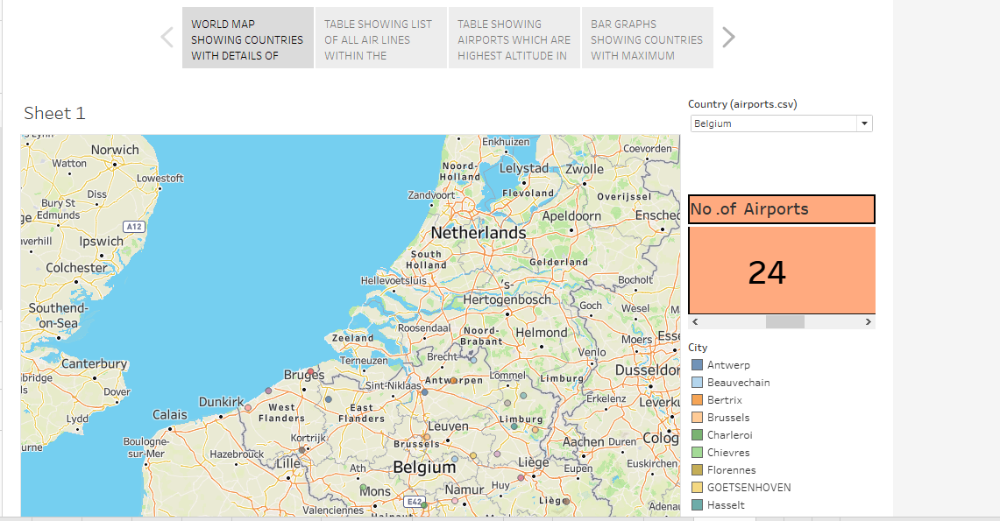 WORLD MAP
SHOWING COUNTRIES
WITH DETAILS OF
TABLE SHOWING LIST
OF ALL AIR LINES
WITHIN THE
TABLE SHOWING
AIRPORTS WHICH ARE
HIGHEST ALTITUDE IN
BAR GRAPHS
SHOWING COUNTRIES
WITH MAXIMUM
Sheet 1
Country (airports.csv)
Belgium
No .of Airports
24
City
Antwerp
Beauvechain
Bertrix
Brussels
Charleroi
Chievres
Florennes
GOETSENHOVEN
Hasselt
Norwich
Watton
Lowestoft
Diss
Bury St
Edmunds
A12
Ipswich
Colchester
Southend-
on-Sea
Canterbury
Dover
Lydd
Calais
Boulogne-
sur-Mer
Dunkirk
Hazebrouck
Lille
Valenciennes
Enkhuizen
Coevorden
Noord-
Holland
Lelystad
Zwolle
Zandvoort
Flevoland
Overijssel
Apeldoorn
Netherlands
South
Holland
Gelderland
Hellevoetsluis
's-
Hertogenbosch
Bocholt
Goch
Wesel
Roosendaal
Noord-
Brabant
Helmond
Moers
Zeeland
Terneuzen
Brecht
Venlo
Bruges
Sint-Niklaas
Antwerpen
Lommel
Limburg
West
Flanders
East
Flanders
Erkelenz
Limburg
Leuven
Kortrijk
Brussels
Aachen
Duren
Belgium
Liège
Eupen
Euskirchen
Ath
Mons
Namur
Huy
E42
Liège